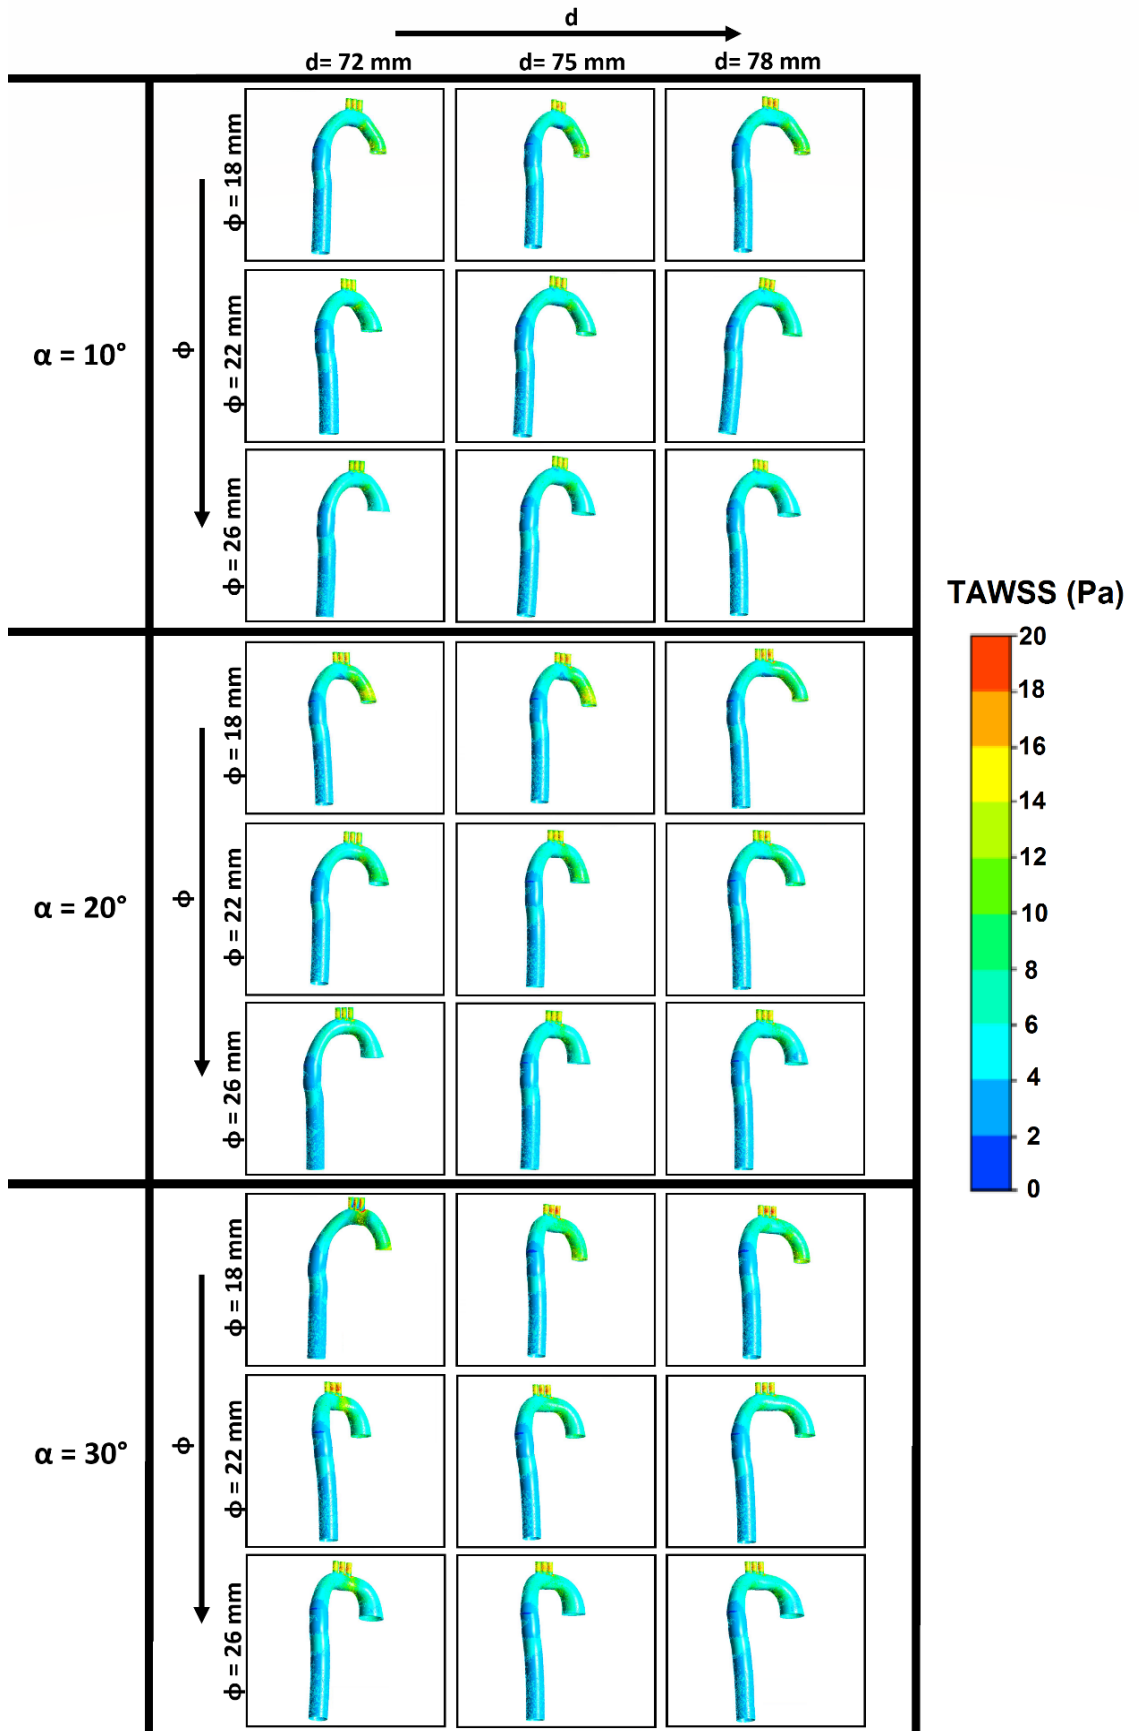 d
d= 72 mm d= 75 mm d= 78 mm
α = 10°
ϕ
ϕ = 18 mm
ϕ = 22 mm
ϕ = 26 mm
α = 20°
ϕ
ϕ = 18 mm
ϕ = 22 mm
ϕ = 26 mm
α = 30°
ϕ
ϕ = 18 mm
ϕ = 22 mm
ϕ = 26 mm
TAWSS (Pa)
20
18
16
14
12
10
8
6
4
2
0